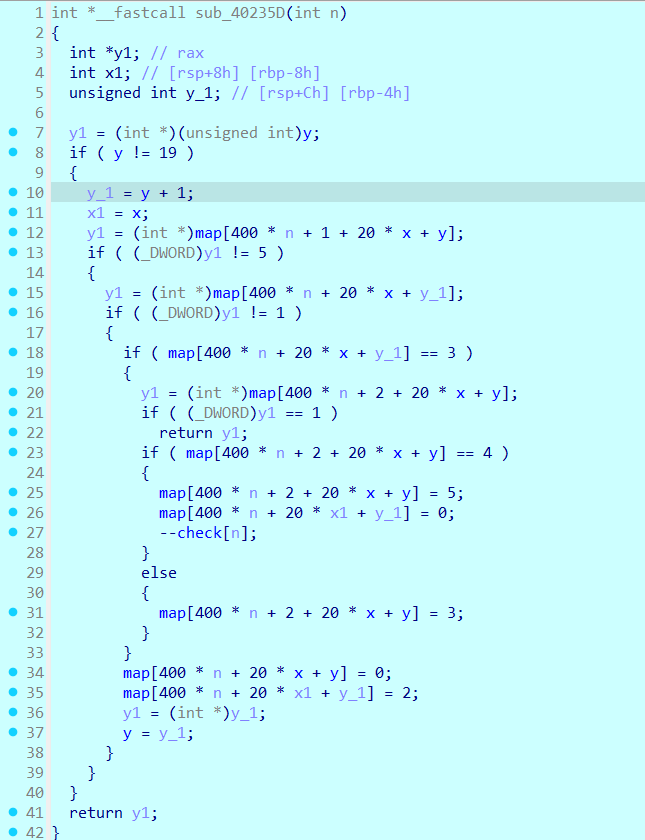 1 int *__fastcall sub_40235D(int n)
2 {
3   int *y1; // rax
4   int x1; // [rsp+8h] [rbp-8h]
5   unsigned int y_1; // [rsp+Ch] [rbp-4h]
6
7   y1 = (int *)(unsigned int)y;
8   if ( y != 19 )
9   {
10     y_1 = y + 1;
11     x1 = x;
12     y1 = (int *)map[400 * n + 1 + 20 * x + y];
13     if ( (_DWORD)y1 != 5 )
14     {
15       y1 = (int *)map[400 * n + 20 * x + y_1];
16       if ( (_DWORD)y1 != 1 )
17       {
18         if ( map[400 * n + 20 * x + y_1] == 3 )
19         {
20           y1 = (int *)map[400 * n + 2 + 20 * x + y];
21           if ( (_DWORD)y1 == 1 )
22             return y1;
23           if ( map[400 * n + 2 + 20 * x + y] == 4 )
24           {
25             map[400 * n + 2 + 20 * x + y] = 5;
26             map[400 * n + 20 * x1 + y_1] = 0;
27             --check[n];
28           }
29           else
30           {
31             map[400 * n + 2 + 20 * x + y] = 3;
32           }
33         }
34         map[400 * n + 20 * x + y] = 0;
35         map[400 * n + 20 * x1 + y_1] = 2;
36         y1 = (int *)y_1;
37         y = y_1;
38       }
39     }
40   }
41   return y1;
42 }